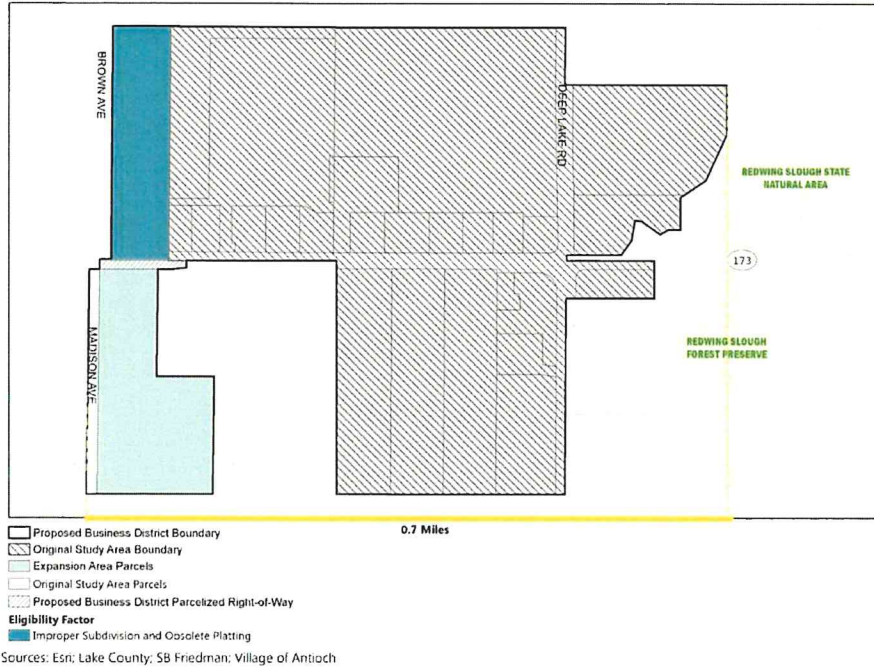 BROWN AVE
DEEP LAKE RD
REDWING SLOUGH STATE
NATURAL AREA
173
MADISON AVE
REDWING SLOUGH
FOREST PRESERVE
0.7 Miles
Proposed Business District Boundary
Original Study Area Boundary
Expansion Area Parcels
Original Study Area Parcels
Proposed Business District Parcelized Right-of-Way
Eligibility Factor
Improper Subdivision and Obsolete Platting
Sources: Esri; Lake County; SB Friedman; Village of Antioch